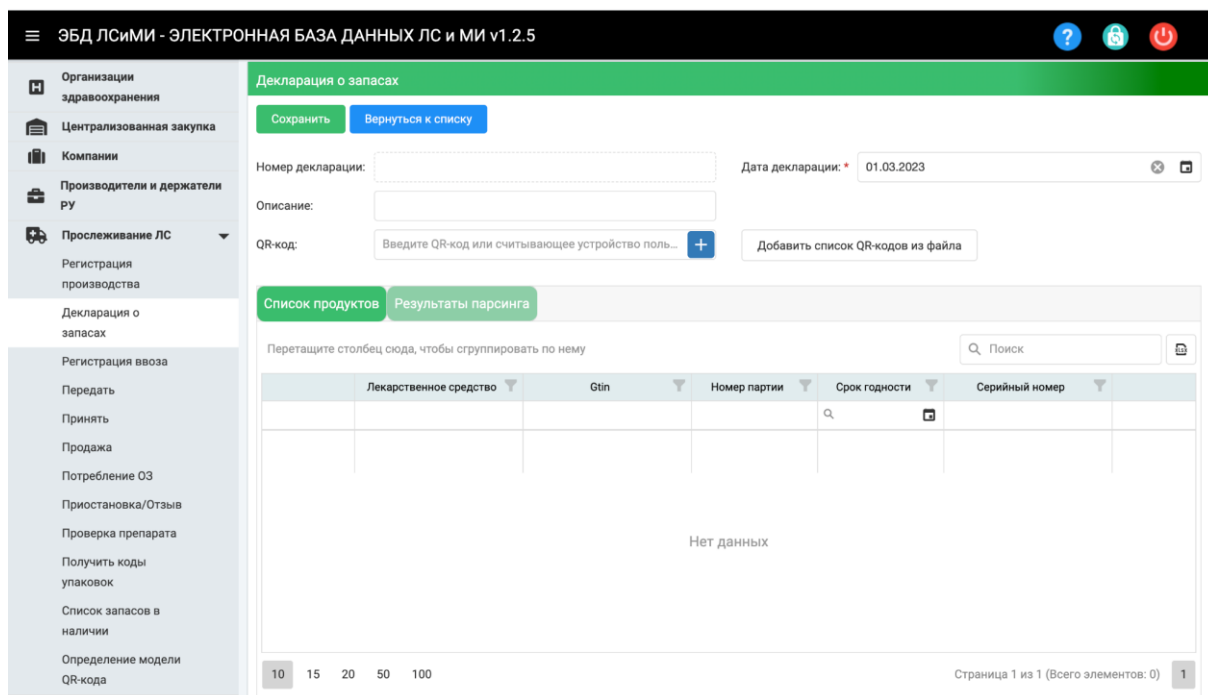 ЭБД ЛСиМИ - ЭЛЕКТРОННАЯ БАЗА ДАННЫХ ЛС и МИ v1.2.5
Организации
здравоохранения
Централизованная закупка
Компании
Производители и держатели
РУ
Прослеживание ЛС
Регистрация
производства
Декларация о
запасах
Регистрация ввоза
Передать
Принять
Продажа
Потребление ОЗ
Приостановка/Отзыв
Проверка препарата
Получить коды
упаковок
Список запасов в
наличии
Определение модели
QR-кода
Декларация о запасах
Сохранить Вернуться к списку
Номер декларации: Дата декларации: * 01.03.2023
Описание:
QR-код: Введите QR-код или считывающее устройство поль... + Добавить список QR-кодов из файла
Список продуктов Результаты парсинга
Перетащите столбец сюда, чтобы сгруппировать по нему Поиск
Лекарственное средство Gtin Номер партии Срок годности Серийный номер
Нет данных
10 15 20 50 100 Страница 1 из 1 (Всего элементов: 0) 1